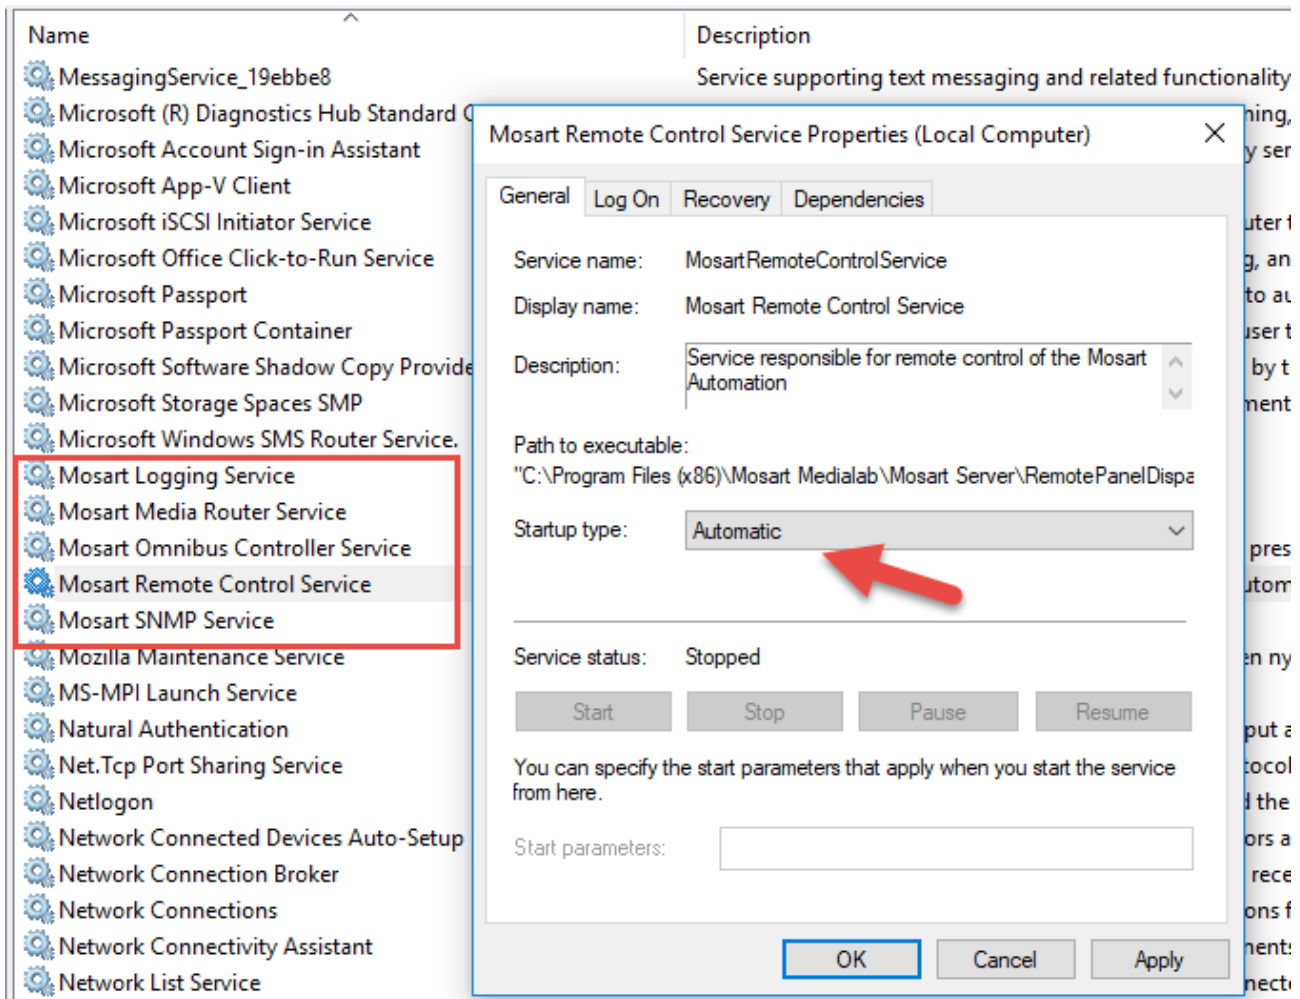 Name
Description
MessagingService_19ebbe8
Service supporting text messaging and related functionality
Microsoft (R) Diagnostics Hub Standard
Microsoft Account Sign-in Assistant
Microsoft App-V Client
Microsoft iSCSI Initiator Service
Microsoft Office Click-to-Run Service
Microsoft Passport
Microsoft Passport Container
Microsoft Software Shadow Copy Provide
Microsoft Storage Spaces SMP
Microsoft Windows SMS Router Service.
Mosart Logging Service
Mosart Media Router Service
Mosart Omnibus Controller Service
Mosart Remote Control Service
Mosart SNMP Service
Mozilla Maintenance Service
MS-MPI Launch Service
Natural Authentication
Net.Tcp Port Sharing Service
Netlogon
Network Connected Devices Auto-Setup
Network Connection Broker
Network Connections
Network Connectivity Assistant
Network List Service
Mosart Remote Control Service Properties (Local Computer)
General Log On Recovery Dependencies
Service name: MosartRemoteControlService
Display name: Mosart Remote Control Service
Description: Service responsible for remote control of the Mosart
Automation
Path to executable:
"C:\Program Files (x86)\Mosart Medialab\Mosart Server\RemotePanelDispa
Startup type: Automatic
Service status: Stopped
Start Stop Pause Resume
You can specify the start parameters that apply when you start the service
from here.
Start parameters:
OK Cancel Apply